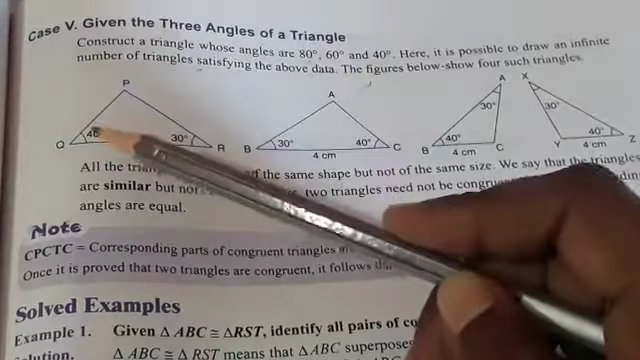 Case V. Given the Three Angles of a Triangle
Construct a triangle whose angles are 80°, 60° and 40°. Here, it is possible to draw an infinite
number of triangles satisfying the above data. The figures below-show four such triangles.
P
Q
30°
R
A
B
30°
40°
C
4 cm
A
30°
B
40°
C
4 cm
X
30°
Y
40°
Z
4 cm
All the of the same shape but not of the same size. We say that the triangles
are similar but two triangles need not be
angles are equal.
Note
CPCTC = Corresponding parts of congruent triangles
Once it is proved that two triangles are congruent, it follows
Solved Examples
Example 1. Given Δ ABC ≅ ΔRST, identify all pairs of
Δ ABC ≅ Δ RST means that Δ ABC